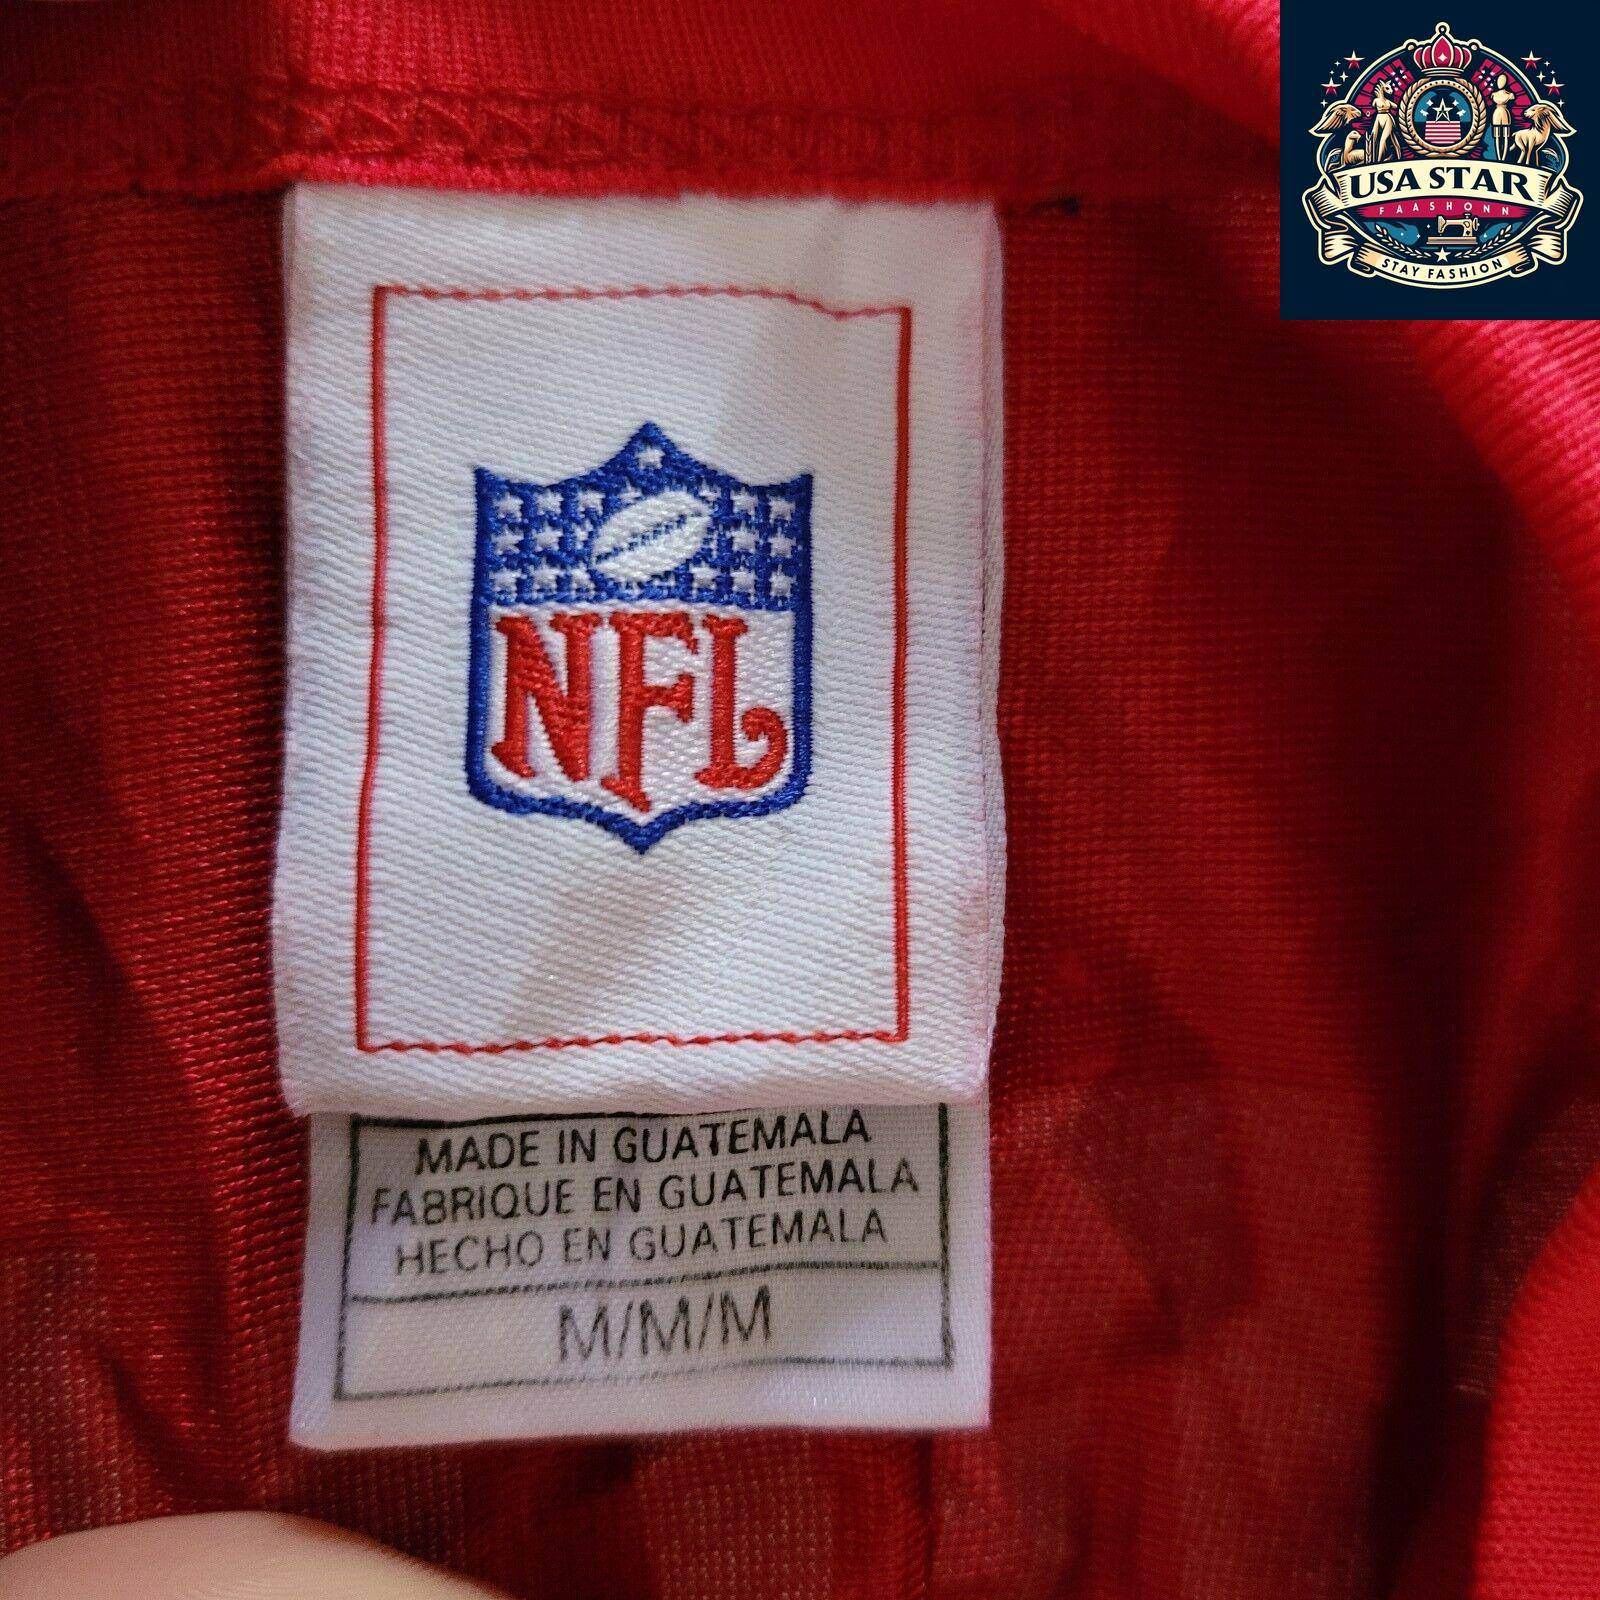 USA STAR
FAASHONN
STAY FASHION
NFL
MADE IN GUATEMALA
FABRIQUE EN GUATEMALA
HECHO EN GUATEMALA
M/M/M